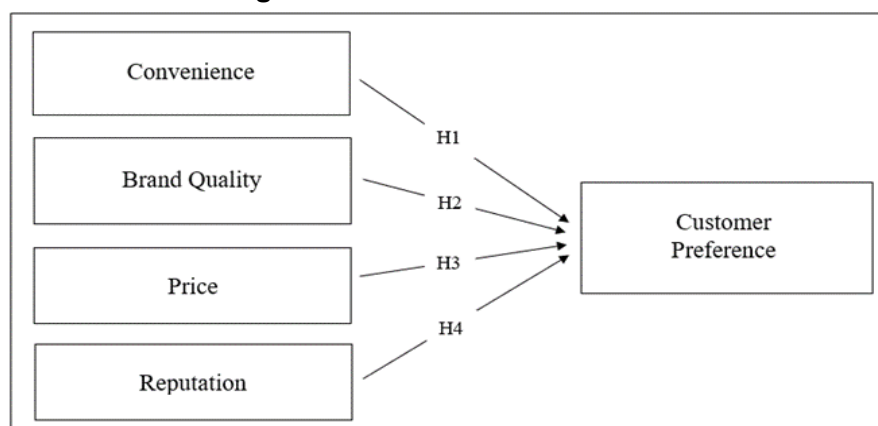 Convenience
H1
Brand Quality
H2
Customer
Preference
H3
Price
H4
Reputation